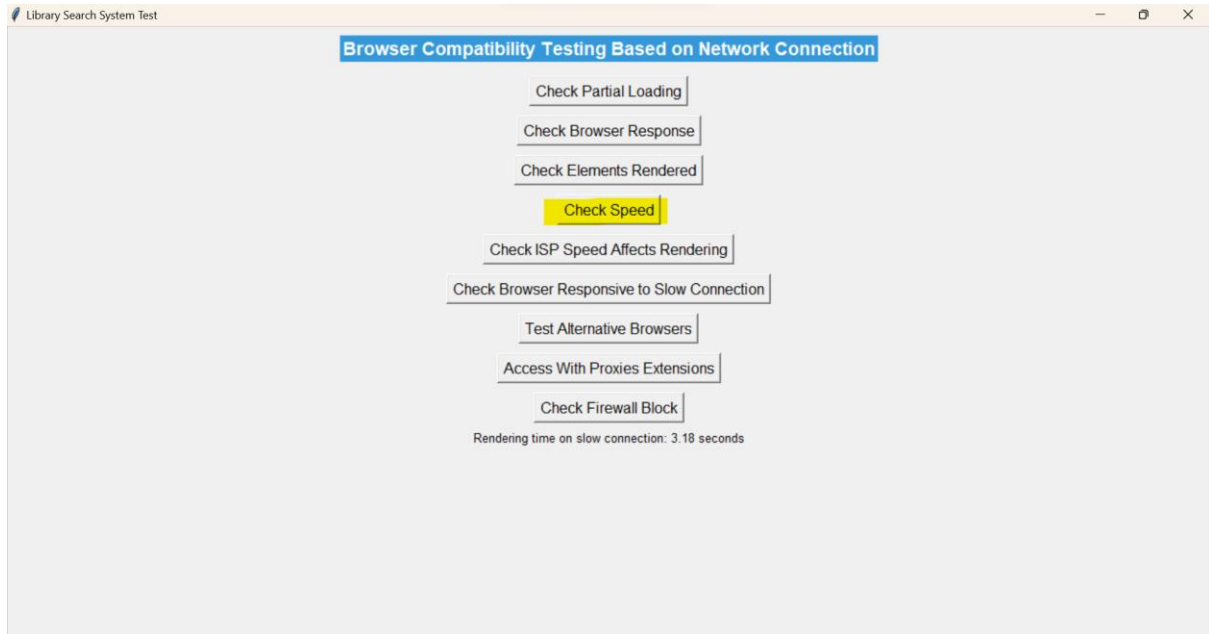 Library Search System Test
Browser Compatibility Testing Based on Network Connection
Check Partial Loading
Check Browser Response
Check Elements Rendered
Check Speed
Check ISP Speed Affects Rendering
Check Browser Responsive to Slow Connection
Test Alternative Browsers
Access With Proxies Extensions
Check Firewall Block
Rendering time on slow connection: 3.18 seconds